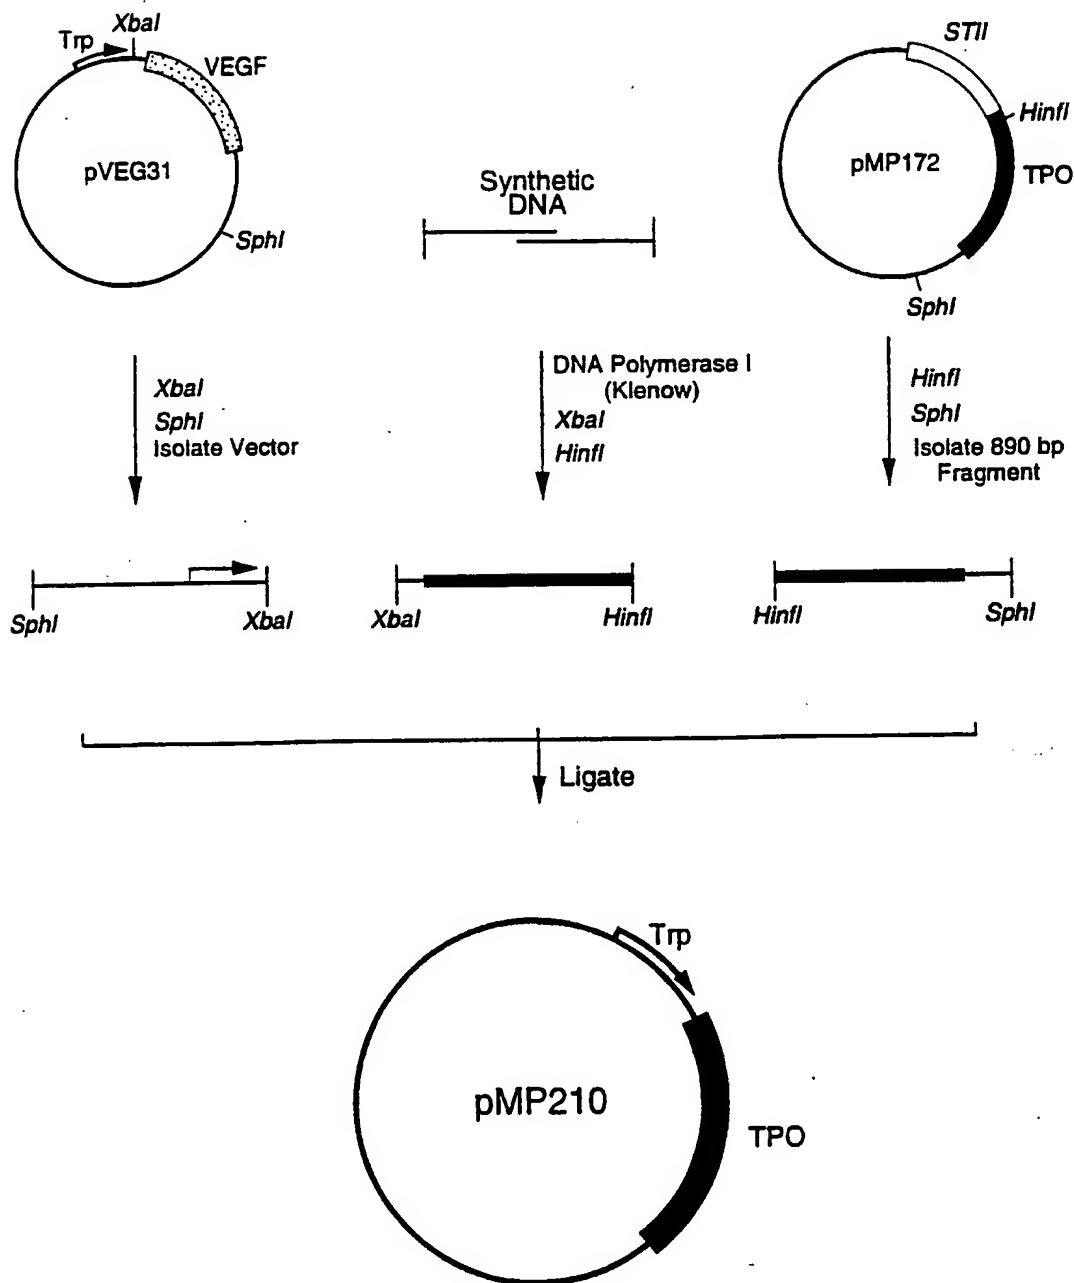 XbaI
Trp
VEGF
pVEG31
SphI
Synthetic
DNA
STII
HinfI
pMP172
TPO
SphI
XbaI
SphI
Isolate Vector
DNA Polymerase I
(Klenow)
XbaI
HinfI
HinfI
SphI
Isolate 890 bp
Fragment
SphI
XbaI
XbaI
HinfI
HinfI
SphI
Ligate
Trp
pMP210
TPO